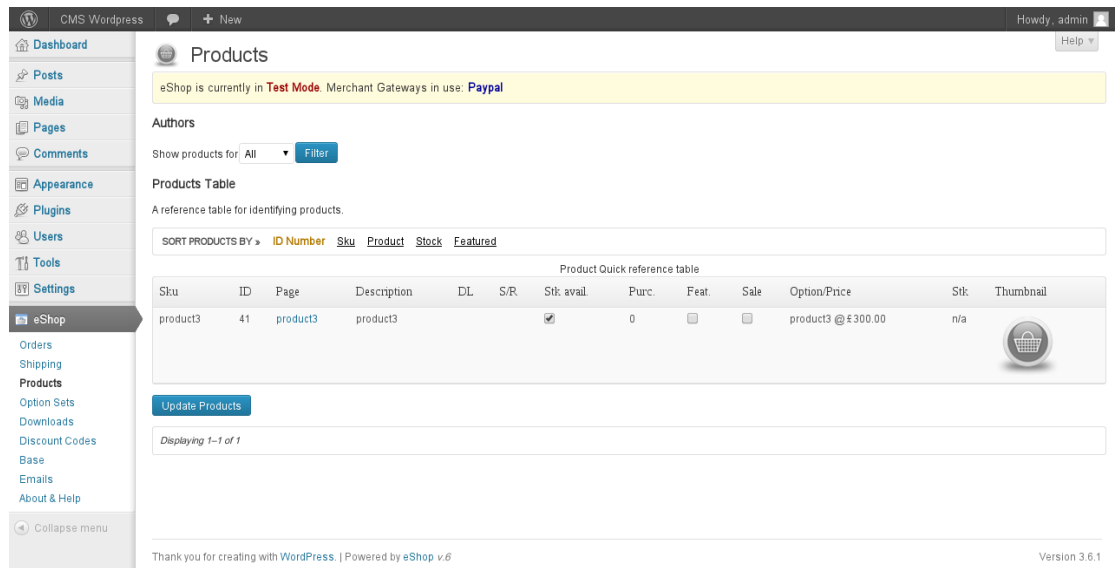 CMS Wordpress + New Howdy, admin
Help
Dashboard
Posts
Media
Pages
Comments
Appearance
Plugins
Users
Tools
Settings
eShop
Orders
Shipping
Products
Option Sets
Downloads
Discount Codes
Base
Emails
About & Help
Collapse menu
Products
eShop is currently in Test Mode. Merchant Gateways in use: Paypal
Authors
Show products for All Filter
Products Table
A reference table for identifying products.
SORT PRODUCTS BY » ID Number Sku Product Stock Featured
Product Quick reference table
Sku ID Page Description DL S/R Stk avail. Purc. Feat. Sale Option/Price Stk Thumbnail
product3 41 product3 product3 0 product3 @ £300.00 n/a
Update Products
Displaying 1–1 of 1
Thank you for creating with WordPress. | Powered by eShop v.6 Version 3.6.1